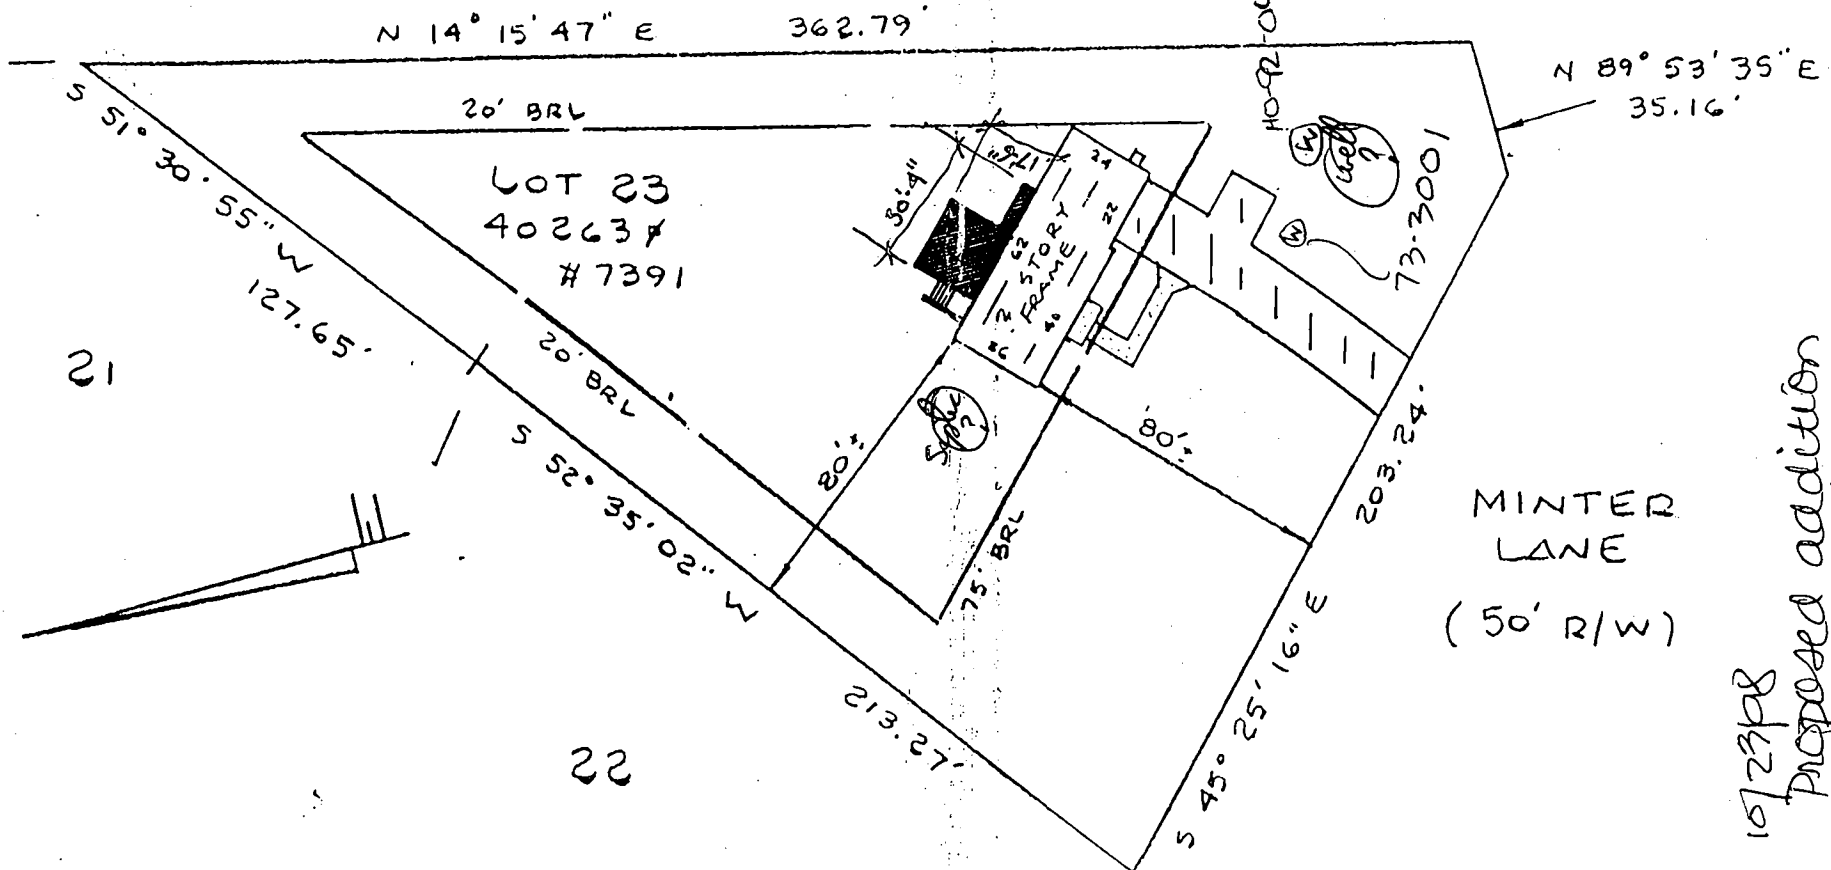 N 14° 15' 47" E 362.79'
N 89° 53' 35" E
35.16'
S 51° 30' 55" W
127.65'
20' BRL
LOT 23
40263
# 7391
30'-4"
17'-6"
24
22
62
2 STORY
FRAME
26
40
W
Well
?
W
73-3001
21
20' BRL
S 52° 35' 02" W
213.27'
80'±
Septic
?
80'±
75' BRL
203.24'
S 45° 25' 16" E
MINTER
LANE
(50' R/W)
N
22
10/23/98
Proposed addition